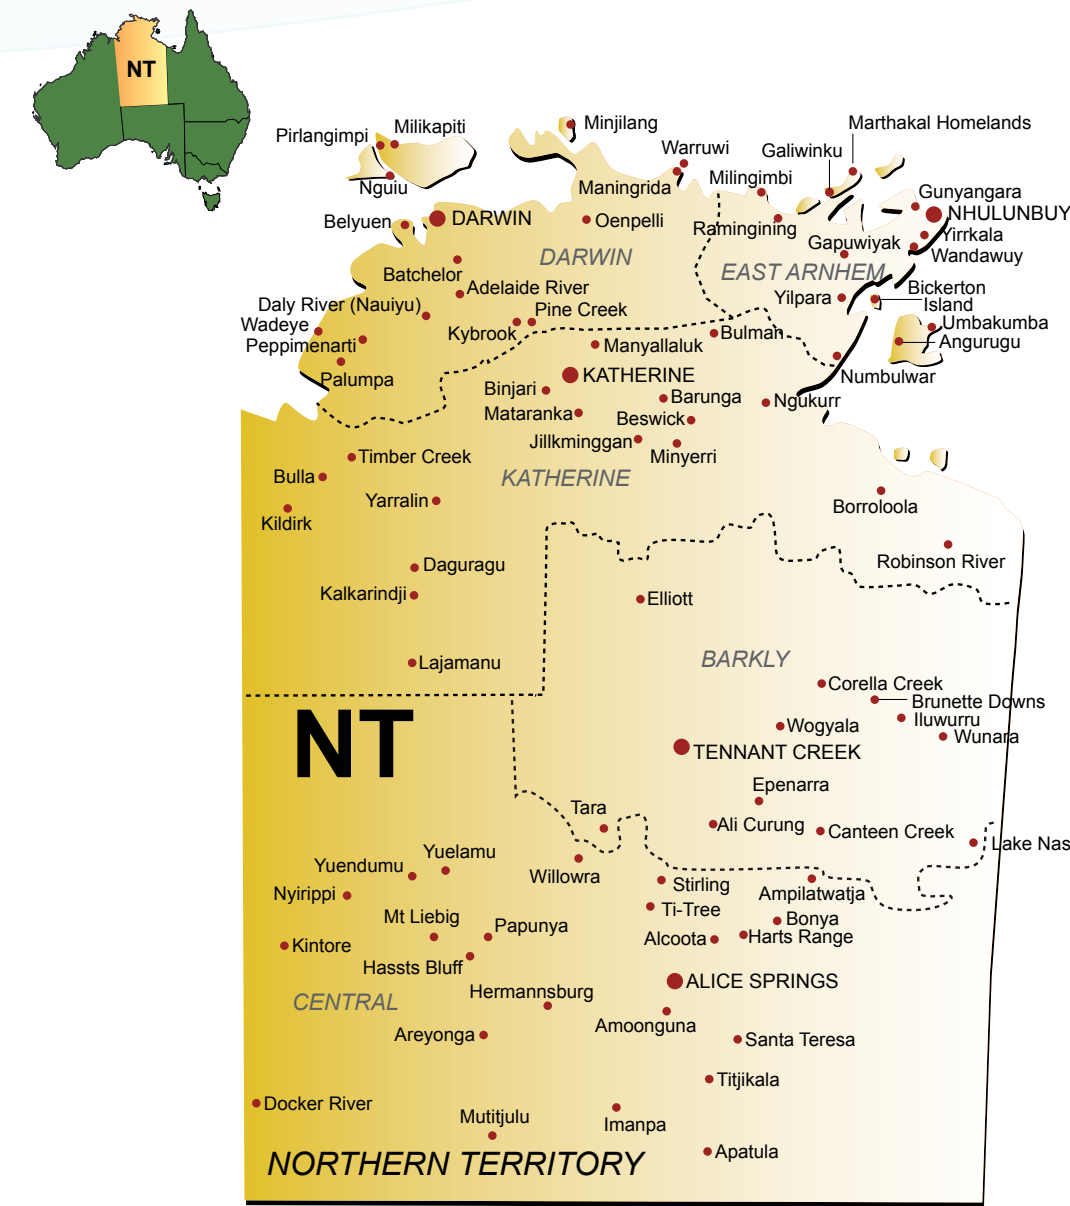 NT
Marthakal Homelands
Minjilang
Milikapiti
Pirlangimpi
Warruwi
Galiwinku
Milingimbi
Maningrida
Nguiu
Gunyangara
NHULUNBUY
Belyuen
DARWIN
Oenpelli
Ramingining
Yirrkala
Gapuwiyak
Wandawuy
DARWIN
EAST ARNHEM
Batchelor
Adelaide River
Bickerton
Island
Yilpara
Daly River (Nauiyu)
Pine Creek
Wadeye
Kybrook
Bulman
Umbakumba
Peppimenarti
Manyallaluk
Angurugu
Palumpa
KATHERINE
Numbulwar
Binjari
Barunga
Ngukurr
Mataranka
Beswick
Jillkminggan
Minyerri
Timber Creek
Bulla
KATHERINE
Yarralin
Borroloola
Kildirk
Robinson River
Daguragu
Kalkarindji
Elliott
Lajamanu
BARKLY
Corella Creek
Brunette Downs
Iluwurru
NT
Wogyala
Wunara
TENNANT CREEK
Epenarra
Tara
Ali Curung
Canteen Creek
Lake Nas
Yuelamu
Yuendumu
Willowra
Stirling
Ampilatwatja
Nyirippi
Ti-Tree
Mt Liebig
Papunya
Bonya
Alcoota
Harts Range
Kintore
Hassts Bluff
ALICE SPRINGS
Hermannsburg
CENTRAL
Amoonguna
Areyonga
Santa Teresa
Titjikala
Docker River
Mutitjulu
Imanpa
Apatula
NORTHERN TERRITORY